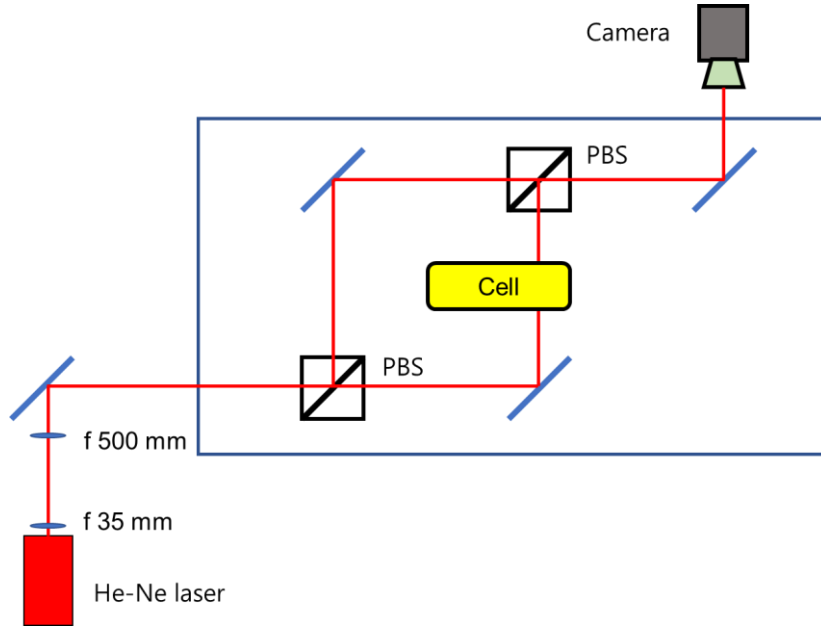 Camera
PBS
Cell
PBS
f 500 mm
f 35 mm
He-Ne laser